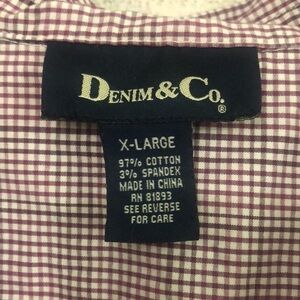 DENIM & CO.®
X-LARGE
97% COTTON
3% SPANDEX
MADE IN CHINA
RN 81893
SEE REVERSE
FOR CARE